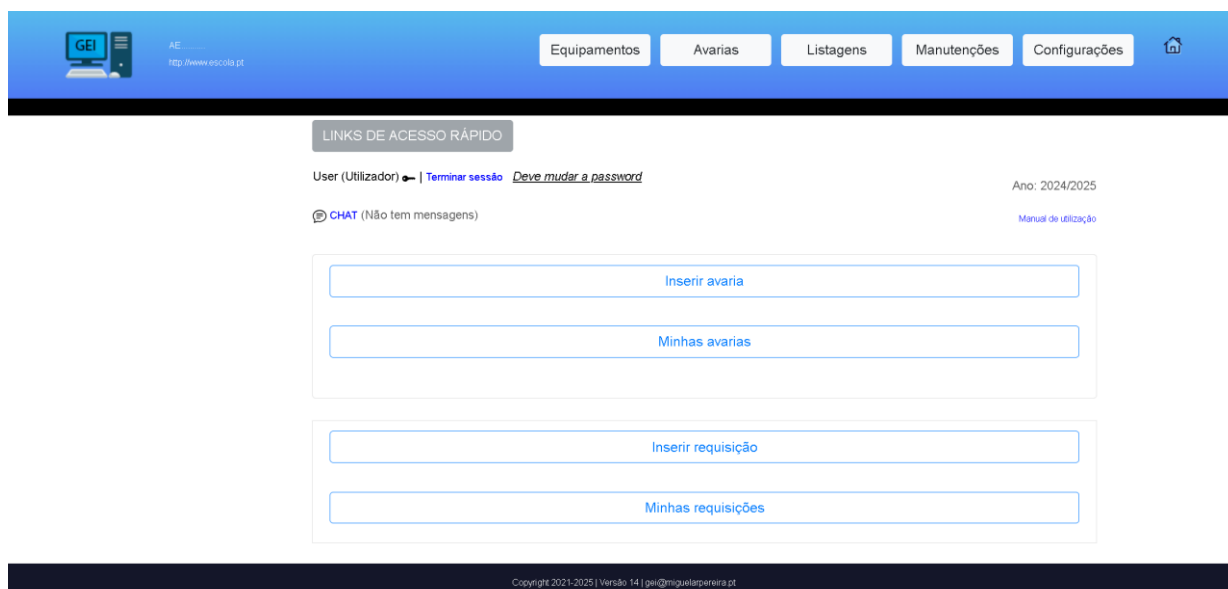 GEI
AE............
http://www.escola.pt
Equipamentos
Avarias
Listagens
Manutenções
Configurações
LINKS DE ACESSO RÁPIDO
User (Utilizador) | Terminar sessão Deve mudar a password
Ano: 2024/2025
CHAT (Não tem mensagens)
Manual de utilização
Inserir avaria
Minhas avarias
Inserir requisição
Minhas requisições
Copyright 2021-2025 | Versão 14 | gei@miguelarpereira.pt